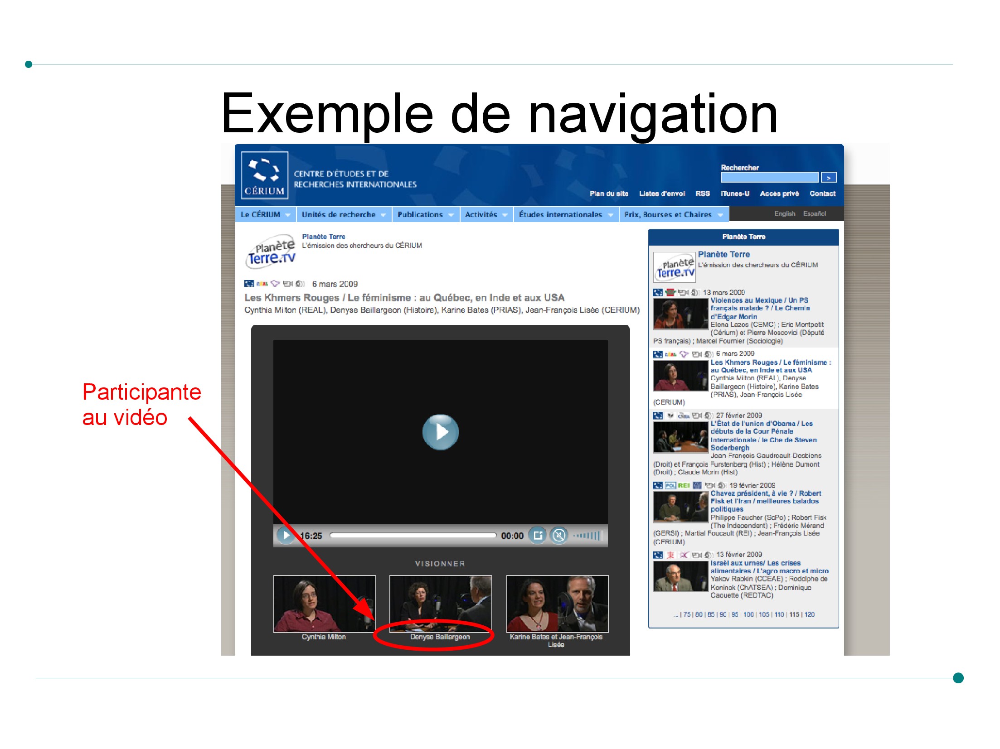 Exemple de navigation
CÉRIUM
CENTRE D'ÉTUDES ET DE
RECHERCHES INTERNATIONALES
Rechercher
>
Plan du site Listes d'envoi RSS iTunes-U Accès privé Contact
Le CÉRIUM Unités de recherche Publications Activités Études internationales Prix, Bourses et Chaires English Español
Planète
Terre.TV
Planète Terre
L'émission des chercheurs du CÉRIUM
6 mars 2009
Les Khmers Rouges / Le féminisme : au Québec, en Inde et aux USA
Cynthia Milton (REAL), Denyse Baillargeon (Histoire), Karine Bates (PRIAS), Jean-François Lisée (CERIUM)
Participante
au vidéo
16:25 00:00
VISIONNER
Cynthia Milton
Denyse Baillargeon
Karine Bates et Jean-François
Lisée
Planète Terre
Planète
Terre.TV
Planète Terre
L'émission des chercheurs du CÉRIUM
13 mars 2009
Violences au Mexique / Un PS
français malade ? / Le Chemin
d'Edgar Morin
Elena Lazos (CEMC) ; Eric Montpetit
(Cérium) et Pierre Moscovici (Député
PS français) ; Marcel Fournier (Sociologie)
6 mars 2009
Les Khmers Rouges / Le féminisme :
au Québec, en Inde et aux USA
Cynthia Milton (REAL), Denyse
Baillargeon (Histoire), Karine Bates
(PRIAS), Jean-François Lisée
(CERIUM)
27 février 2009
L'État de l'union d'Obama / Les
débuts de la Cour Pénale
Internationale / le Che de Steven
Soderbergh
Jean-François Gaudreault-Desbiens
(Droit) et François Furstenberg (Hist) ; Hélène Dumont
(Droit) ; Claude Morin (Hist)
POL REI 19 février 2009
Chavez président, à vie ? / Robert
Fisk et l'Iran / meilleures balados
politiques
Philippe Faucher (ScPo) ; Robert Fisk
(The Independent) ; Frédéric Mérand
(GERSI) ; Martial Foucault (REI) ; Jean-François Lisée
(CERIUM)
13 février 2009
Israël aux urnes/ Les crises
alimentaires / L'agro macro et micro
Yakov Rabkin (CCEAE) ; Rodolphe de
Koninck (ChATSEA) ; Dominique
Caouette (REDTAC)
... | 75 | 80 | 85 | 90 | 95 | 100 | 105 | 110 | 115 | 120